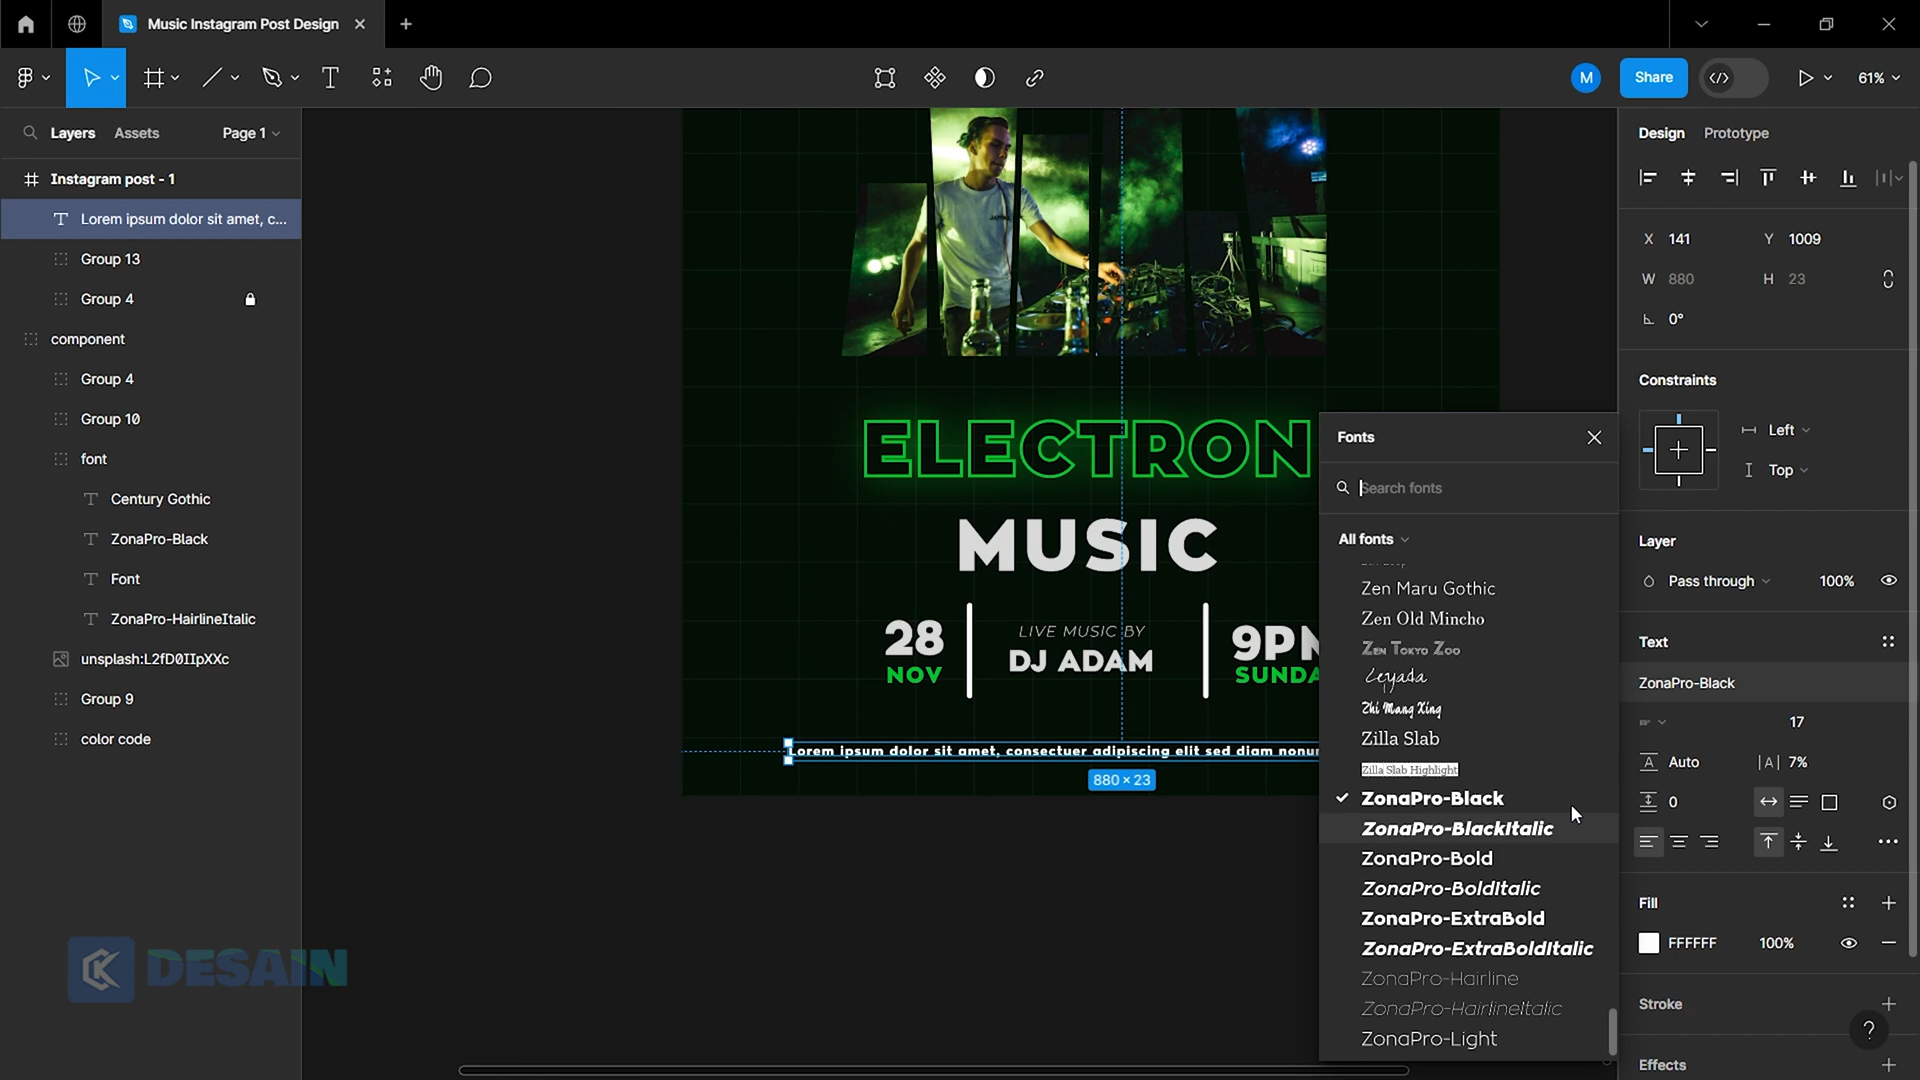 Music Instagram Post Design
M
Share
61%
Layers
Assets
Page 1
Instagram post - 1
Lorem ipsum dolor sit amet, c...
Group 13
Group 4
component
Group 4
Group 10
font
Century Gothic
ZonaPro-Black
Font
ZonaPro-HairlineItalic
unsplash:L2fD0IIpXXc
Group 9
color code
DESAIN
ELECTRON
MUSIC
28
NOV
LIVE MUSIC BY
DJ ADAM
9PM
SUNDA
Lorem ipsum dolor sit amet, consectuer adipiscing elit sed diam nonum
880 × 23
Fonts
Search fonts
All fonts
Zen Maru Gothic
Zen Old Mincho
Zen Tokyo Zoo
Zeyada
Zhi Mang Xing
Zilla Slab
Zilla Slab Highlight
ZonaPro-Black
ZonaPro-BlackItalic
ZonaPro-Bold
ZonaPro-BoldItalic
ZonaPro-ExtraBold
ZonaPro-ExtraBoldItalic
ZonaPro-Hairline
ZonaPro-HairlineItalic
ZonaPro-Light
Design
Prototype
X 141
Y 1009
W 880
H 23
0°
Constraints
Left
Top
Layer
Pass through
100%
Text
ZonaPro-Black
17
Auto
|A| 7%
0
Fill
FFFFFF
100%
Stroke
Effects
?